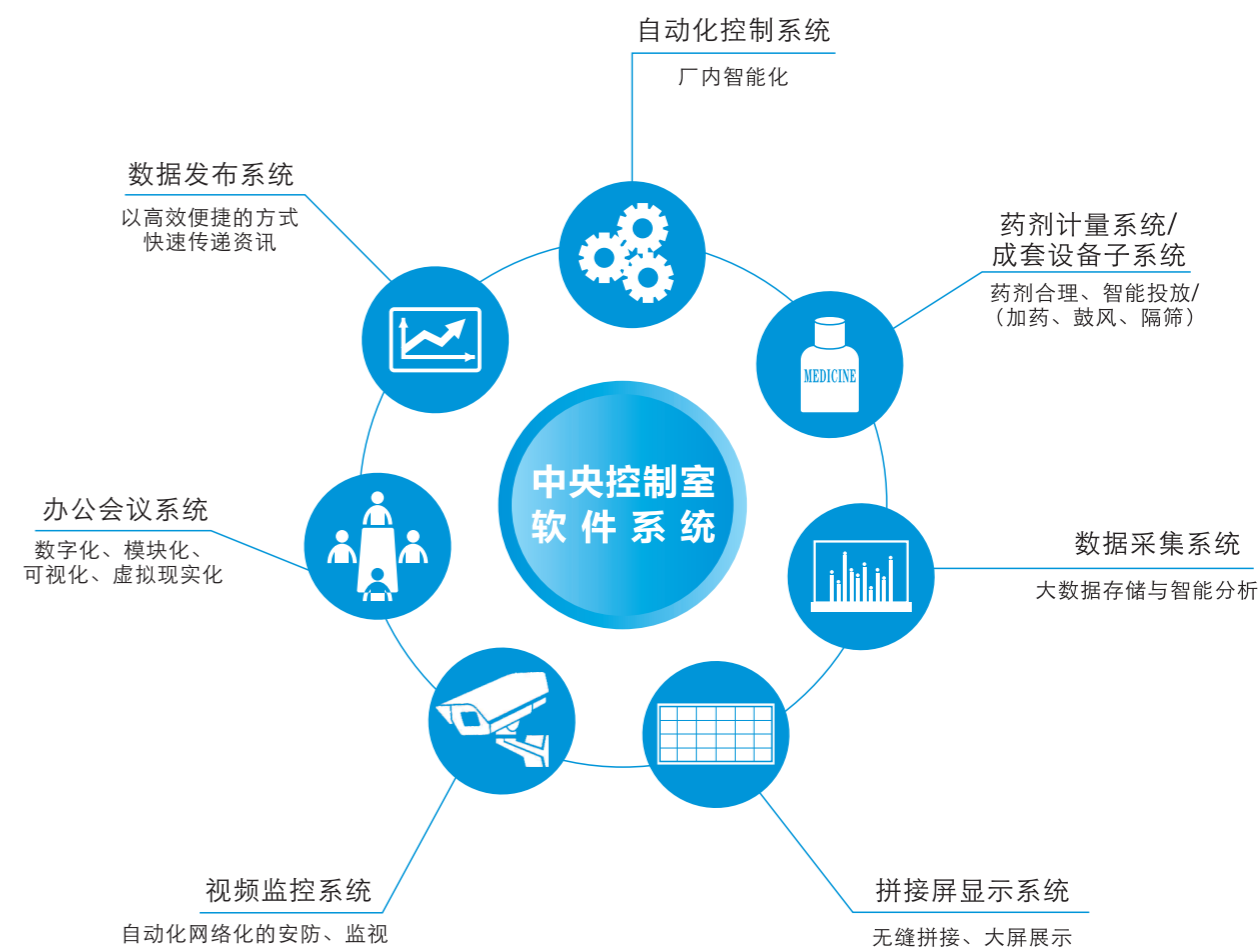 自动化控制系统
厂内智能化
数据发布系统
以高效便捷的方式
快速传递资讯
药剂计量系统/
成套设备子系统
药剂合理、智能投放/
（加药、鼓风、隔筛）
MEDICINE
中央控制室
软件系统
办公会议系统
数字化、模块化、
可视化、虚拟现实化
数据采集系统
大数据存储与智能分析
视频监控系统
自动化网络化的安防、监视
拼接屏显示系统
无缝拼接、大屏展示